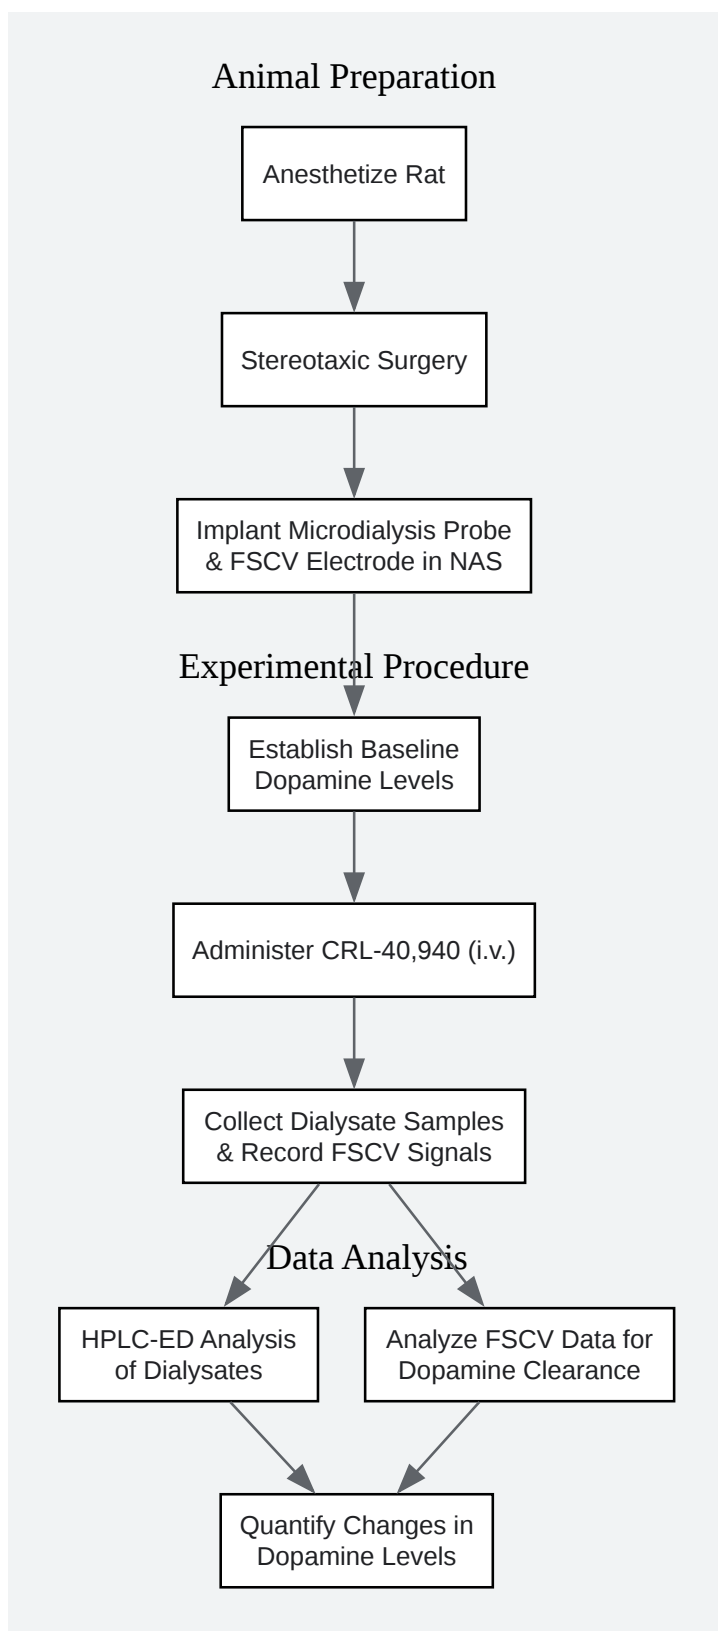 Animal Preparation
Anesthetize Rat
Stereotaxic Surgery
Implant Microdialysis Probe
& FSCV Electrode in NAS
Experimental Procedure
Establish Baseline
Dopamine Levels
Administer CRL-40,940 (i.v.)
Collect Dialysate Samples
& Record FSCV Signals
Data Analysis
HPLC-ED Analysis
of Dialysates
Analyze FSCV Data for
Dopamine Clearance
Quantify Changes in
Dopamine Levels